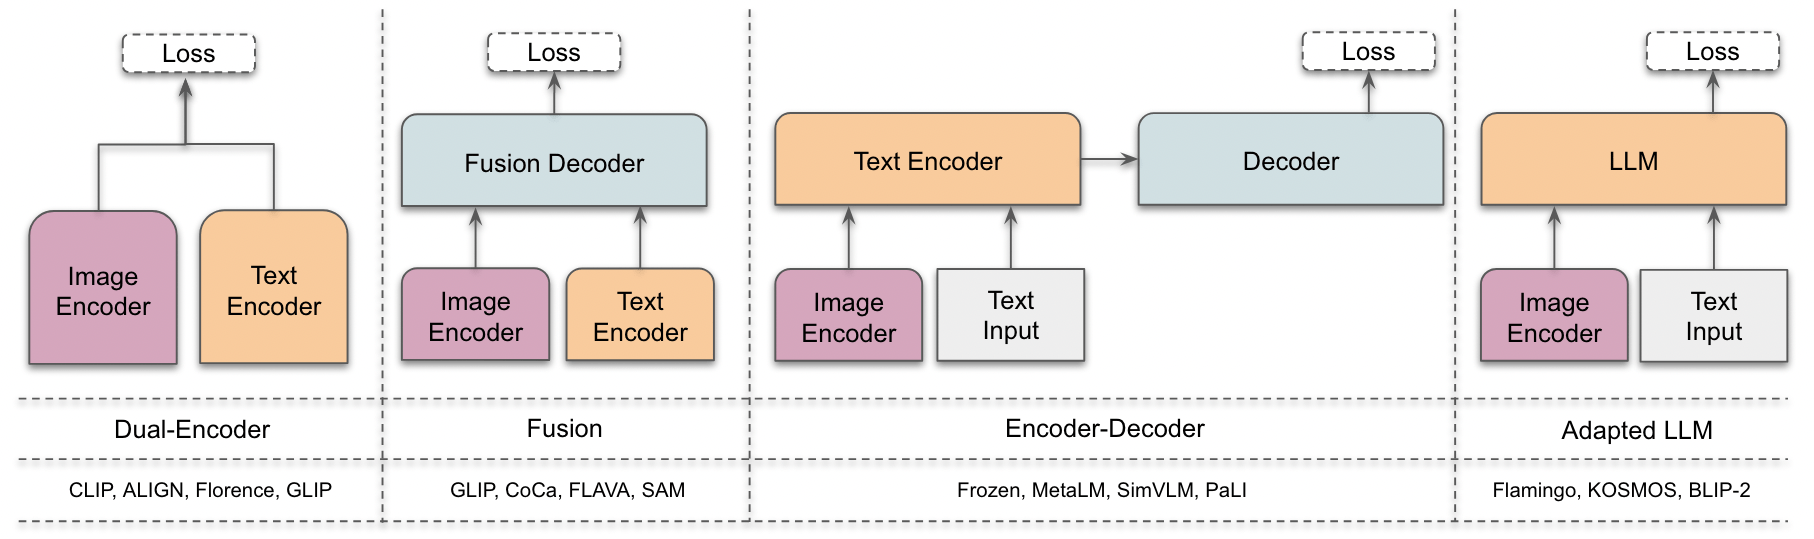 Loss
Image
Encoder
Text
Encoder
Dual-Encoder
CLIP, ALIGN, Florence, GLIP
Loss
Fusion Decoder
Image
Encoder
Text
Encoder
Fusion
GLIP, CoCa, FLAVA, SAM
Loss
Text Encoder
Decoder
Image
Encoder
Text
Input
Encoder-Decoder
Frozen, MetaLM, SimVLM, PaLI
Loss
LLM
Image
Encoder
Text
Input
Adapted LLM
Flamingo, KOSMOS, BLIP-2